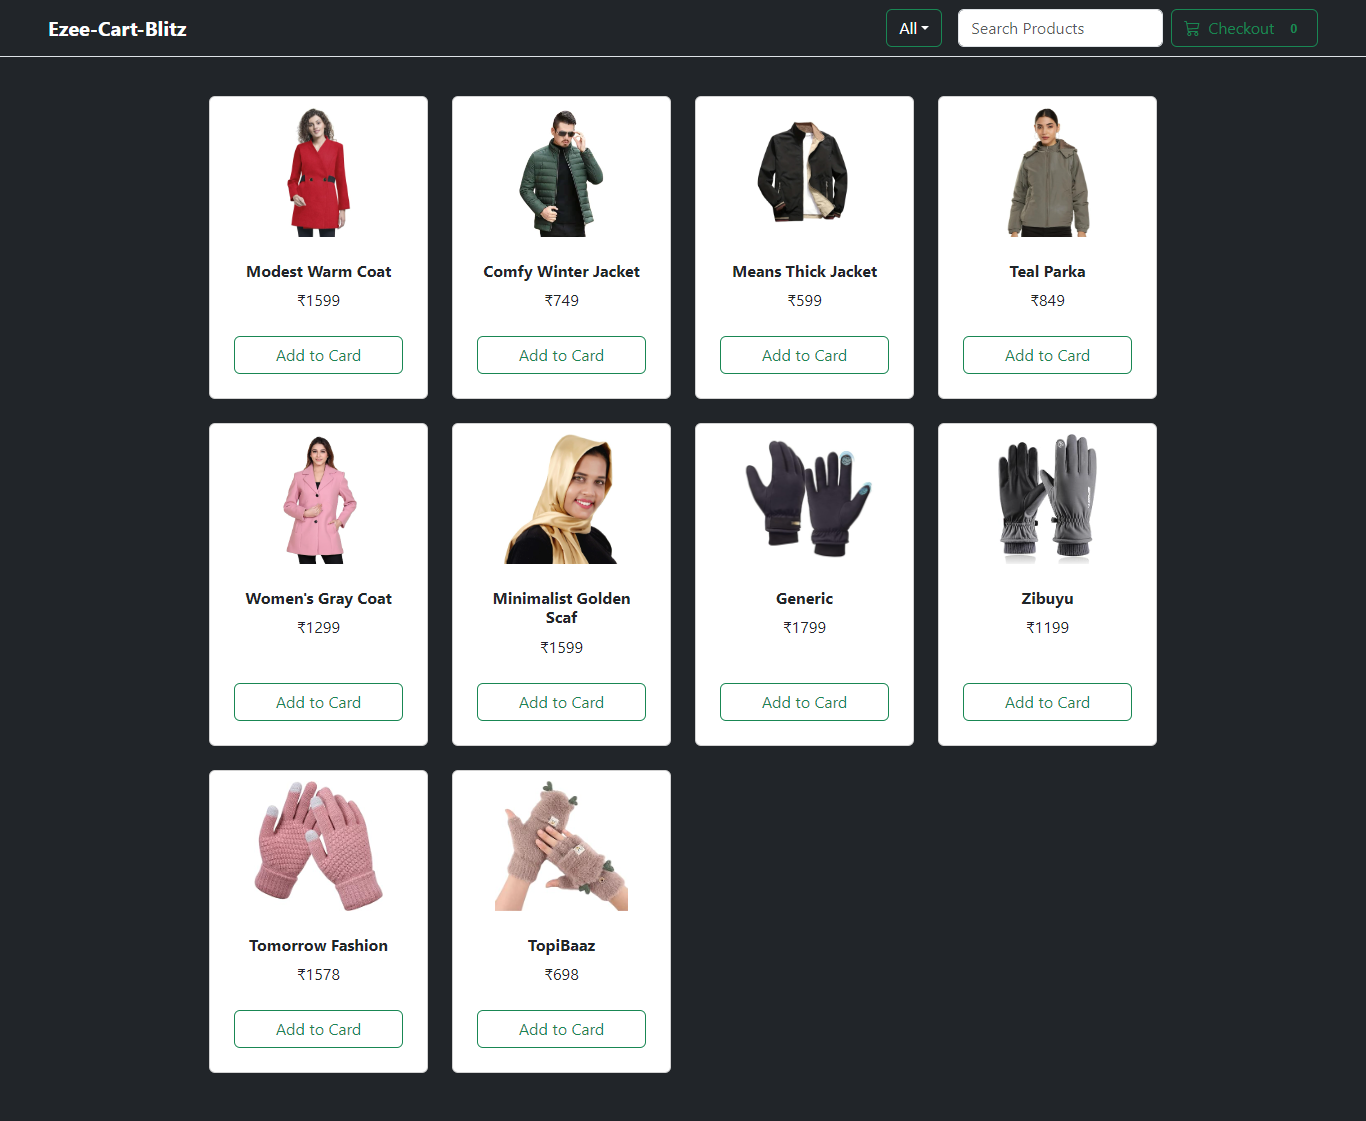 Ezee-Cart-Blitz
All
Search Products
Checkout 0
Modest Warm Coat
₹1599
Add to Card
Comfy Winter Jacket
₹749
Add to Card
Means Thick Jacket
₹599
Add to Card
Teal Parka
₹849
Add to Card
Women's Gray Coat
₹1299
Add to Card
Minimalist Golden
Scaf
₹1599
Add to Card
Generic
₹1799
Add to Card
Zibuyu
₹1199
Add to Card
Tomorrow Fashion
₹1578
Add to Card
TopiBaaz
₹698
Add to Card